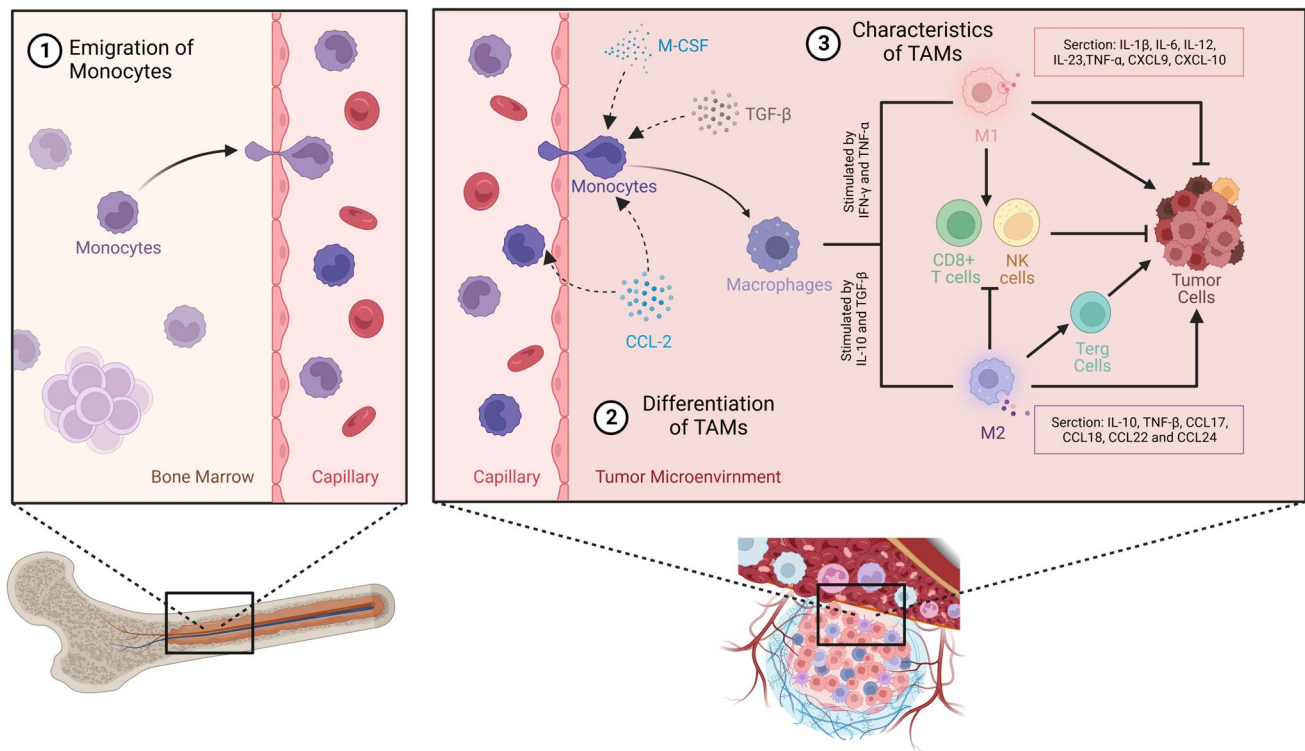 1 Emigration of
Monocytes
Monocytes
Bone Marrow
Capillary
M-CSF
TGF-β
Monocytes
Macrophages
CCL-2
2 Differentiation
of TAMs
Capillary
Tumor Microenvirnment
3 Characteristics
of TAMs
Serction: IL-1β, IL-6, IL-12,
IL-23,TNF-α, CXCL9, CXCL-10
Stimulated by
IFN-γ and TNF-α
Stimulated by
IL-10 and TGF-β
M1
CD8+
T cells
NK
cells
Tumor
Cells
Terg
Cells
M2
Serction: IL-10, TNF-β, CCL17,
CCL18, CCL22 and CCL24